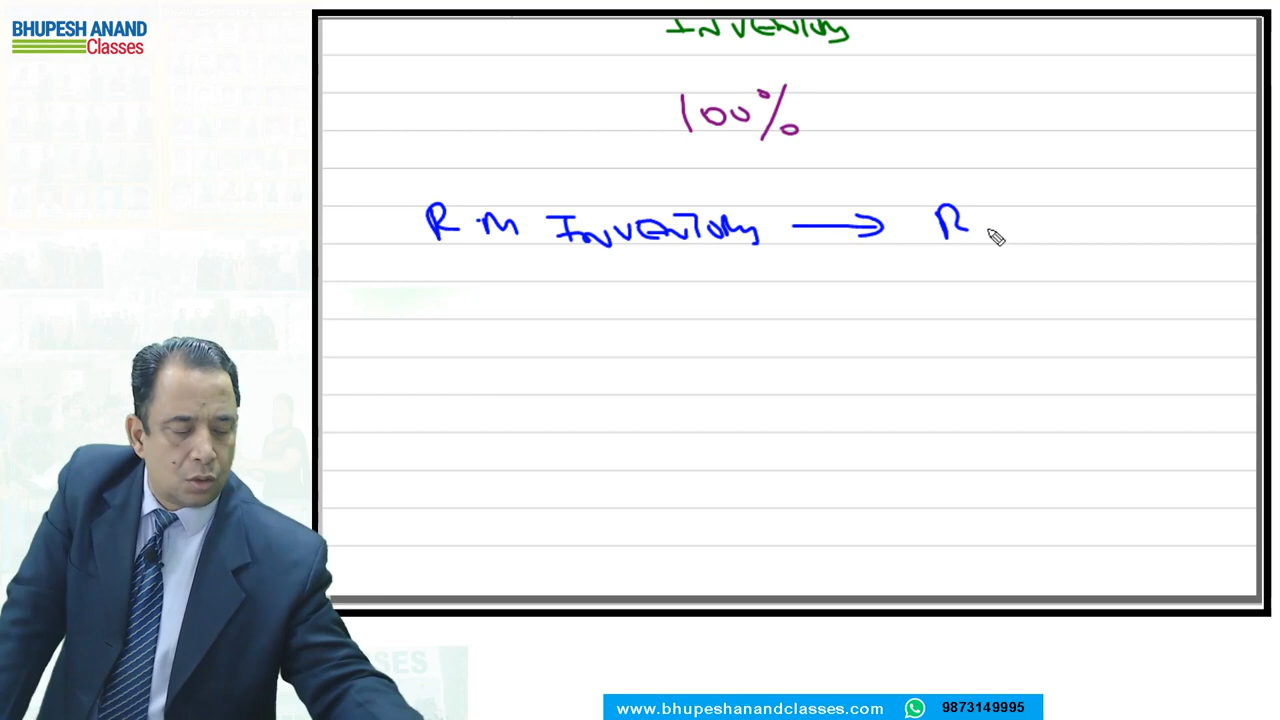 BHUPESH ANAND
Classes
INVENTORY
100%
R.M INVENTORY → R
www.bhupeshanandclasses.com 9873149995